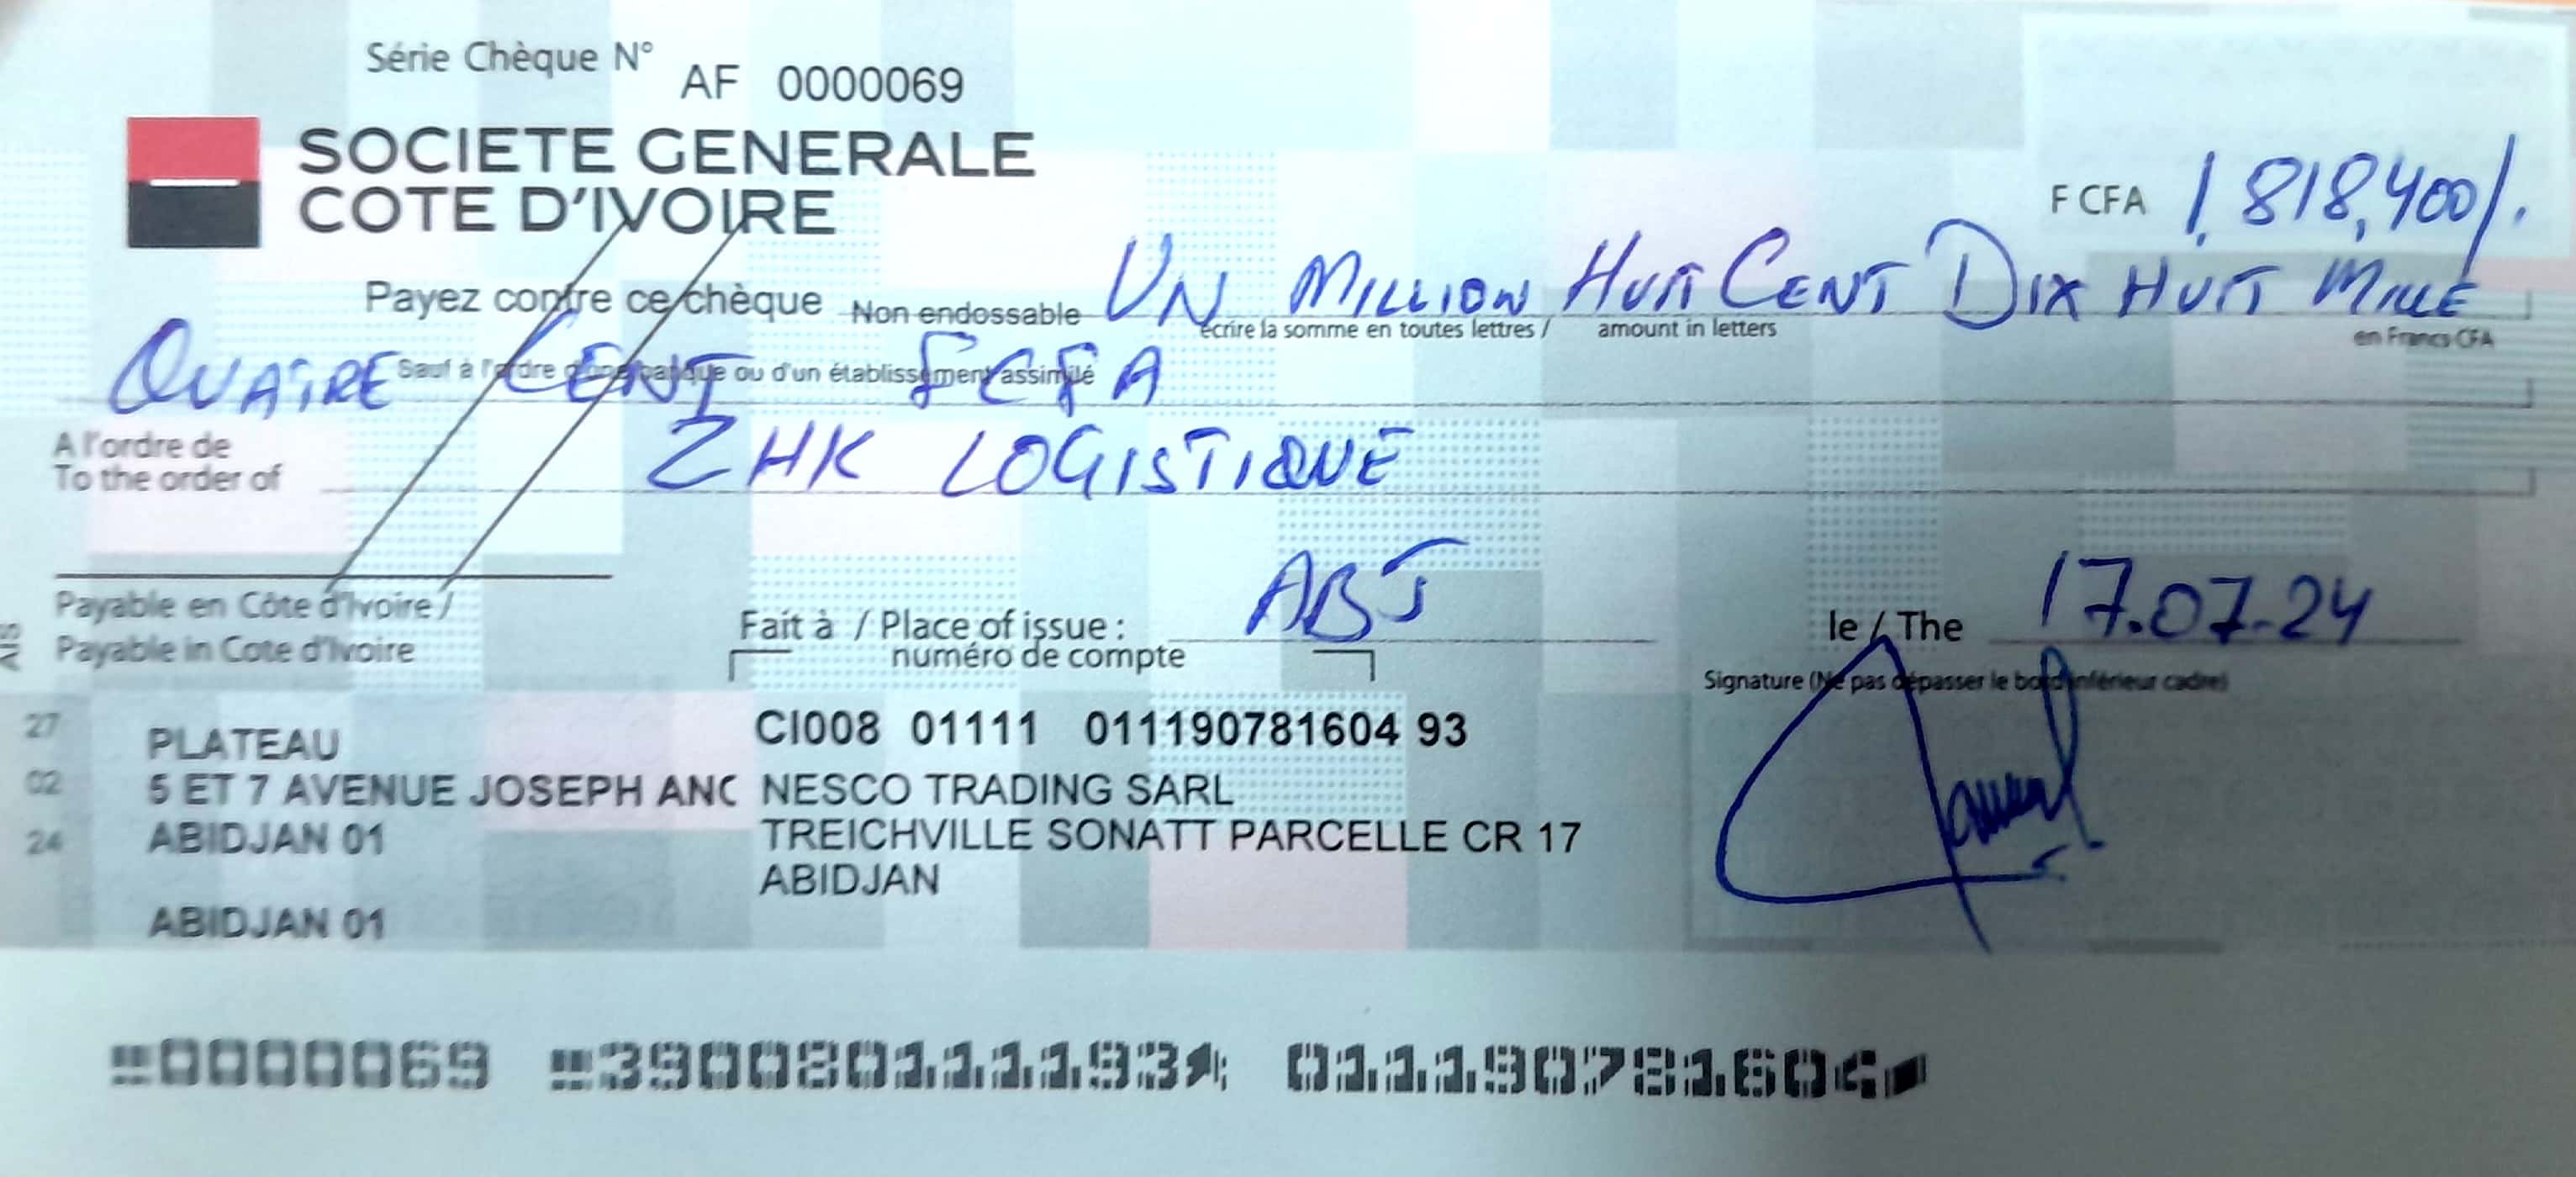 Série Chèque N° AF 0000069
SOCIETE GENERALE
COTE D'IVOIRE
F CFA 1,818,400/.
Payez contre ce chèque Non endossable UN MILLION HUIT CENT DIX HUIT MILLE
écrire la somme en toutes lettres / amount in letters en Francs CFA
QUATRE CENT F CFA
Sauf à l'ordre d'une banque ou d'un établissement assimilé
A l'ordre de
To the order of
ZHK LOGISTIQUE
Payable en Côte d'Ivoire /
Payable in Cote d'Ivoire
Fait à / Place of issue : ABJ
le / The 17.07.24
numéro de compte
Signature (Ne pas dépasser le bord inférieur cadre)
27
02
24
PLATEAU
5 ET 7 AVENUE JOSEPH ANC
ABIDJAN 01
ABIDJAN 01
CI008 01111 011190781604 93
NESCO TRADING SARL
TREICHVILLE SONATT PARCELLE CR 17
ABIDJAN
0000069 390080111193 011190781604